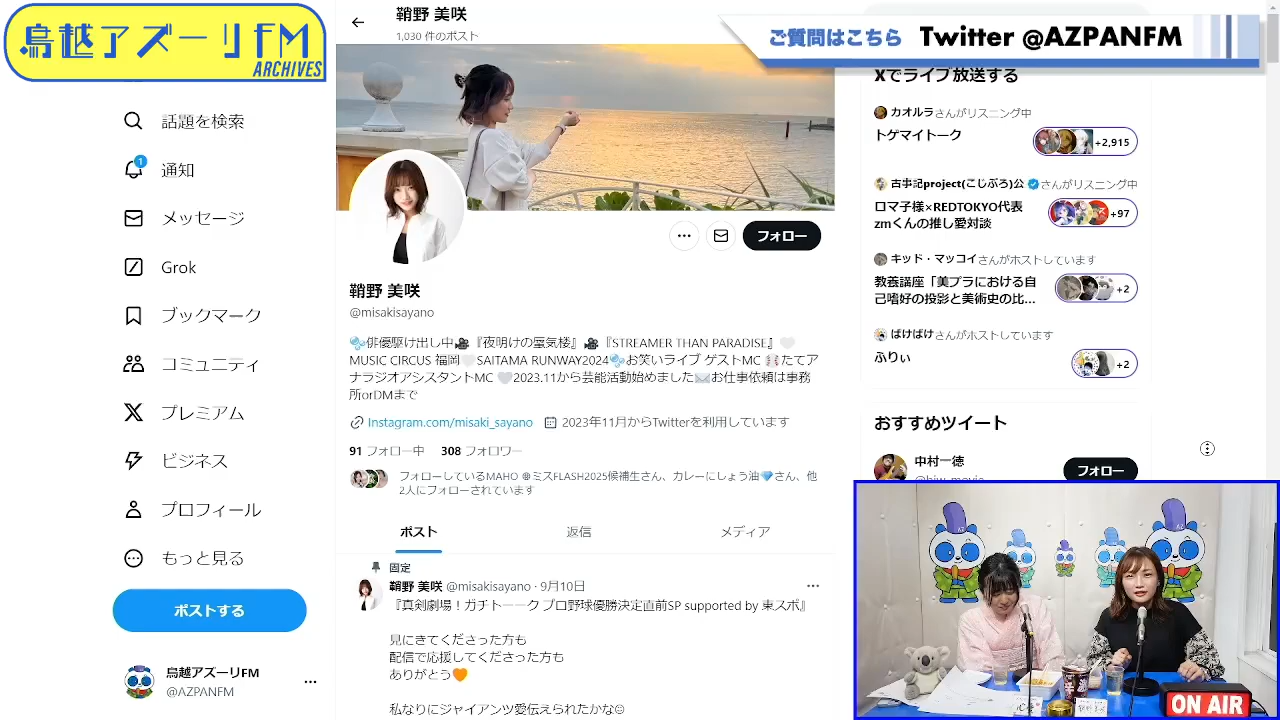 鳥越アズーリFM
ARCHIVES
ご質問はこちら Twitter @AZPANFM
話題を検索
1
通知
メッセージ
Grok
ブックマーク
コミュニティ
プレミアム
ビジネス
プロフィール
もっと見る
ポストする
鳥越アズーリFM
@AZPANFM
鞘野 美咲
1,030 件のポスト
フォロー
鞘野 美咲
@misakisayano
🫧俳優駆け出し中🎥『夜明けの蜃気楼』🎥『STREAMER THAN PARADISE』🤍
MUSIC CIRCUS 福岡🤍SAITAMA RUNWAY2024🫧お笑いライブ ゲストMC たてア
ナラジオアシスタントMC 🤍2023.11から芸能活動始めました✉️お仕事依頼は事務
所orDMまで
Instagram.com/misaki_sayano 2023年11月からTwitterを利用しています
91 フォロー中 308 フォロワー
フォローしているMAHO @ミスFLASH2025候補生さん、カレーにしょう油💎さん、他
2人にフォローされています
ポスト 返信 メディア
固定
鞘野 美咲 @misakisayano · 9月10日
『真剣劇場！ガチトーーク プロ野球優勝決定直前SP supported by 東スポ』
見にきてくださった方も
配信で応援してくださった方も
ありがとう🧡
私なりにジャイアンツ愛伝えられたかな☺
Xでライブ放送する
カオルラさんがリスニング中
トゲマイトーク
+2,915
古事記project(こじぷろ)公 さんがリスニング中
ロマ子様×REDTOKYO代表
zmくんの推し愛対談
+97
キッド・マッコイさんがホストしています
教養講座「美プラにおける自
己嗜好の投影と美術史の比...
+2
ばけばけさんがホストしています
ふりぃ
+2
おすすめツイート
中村一徳
フォロー
AZ
ON AIR